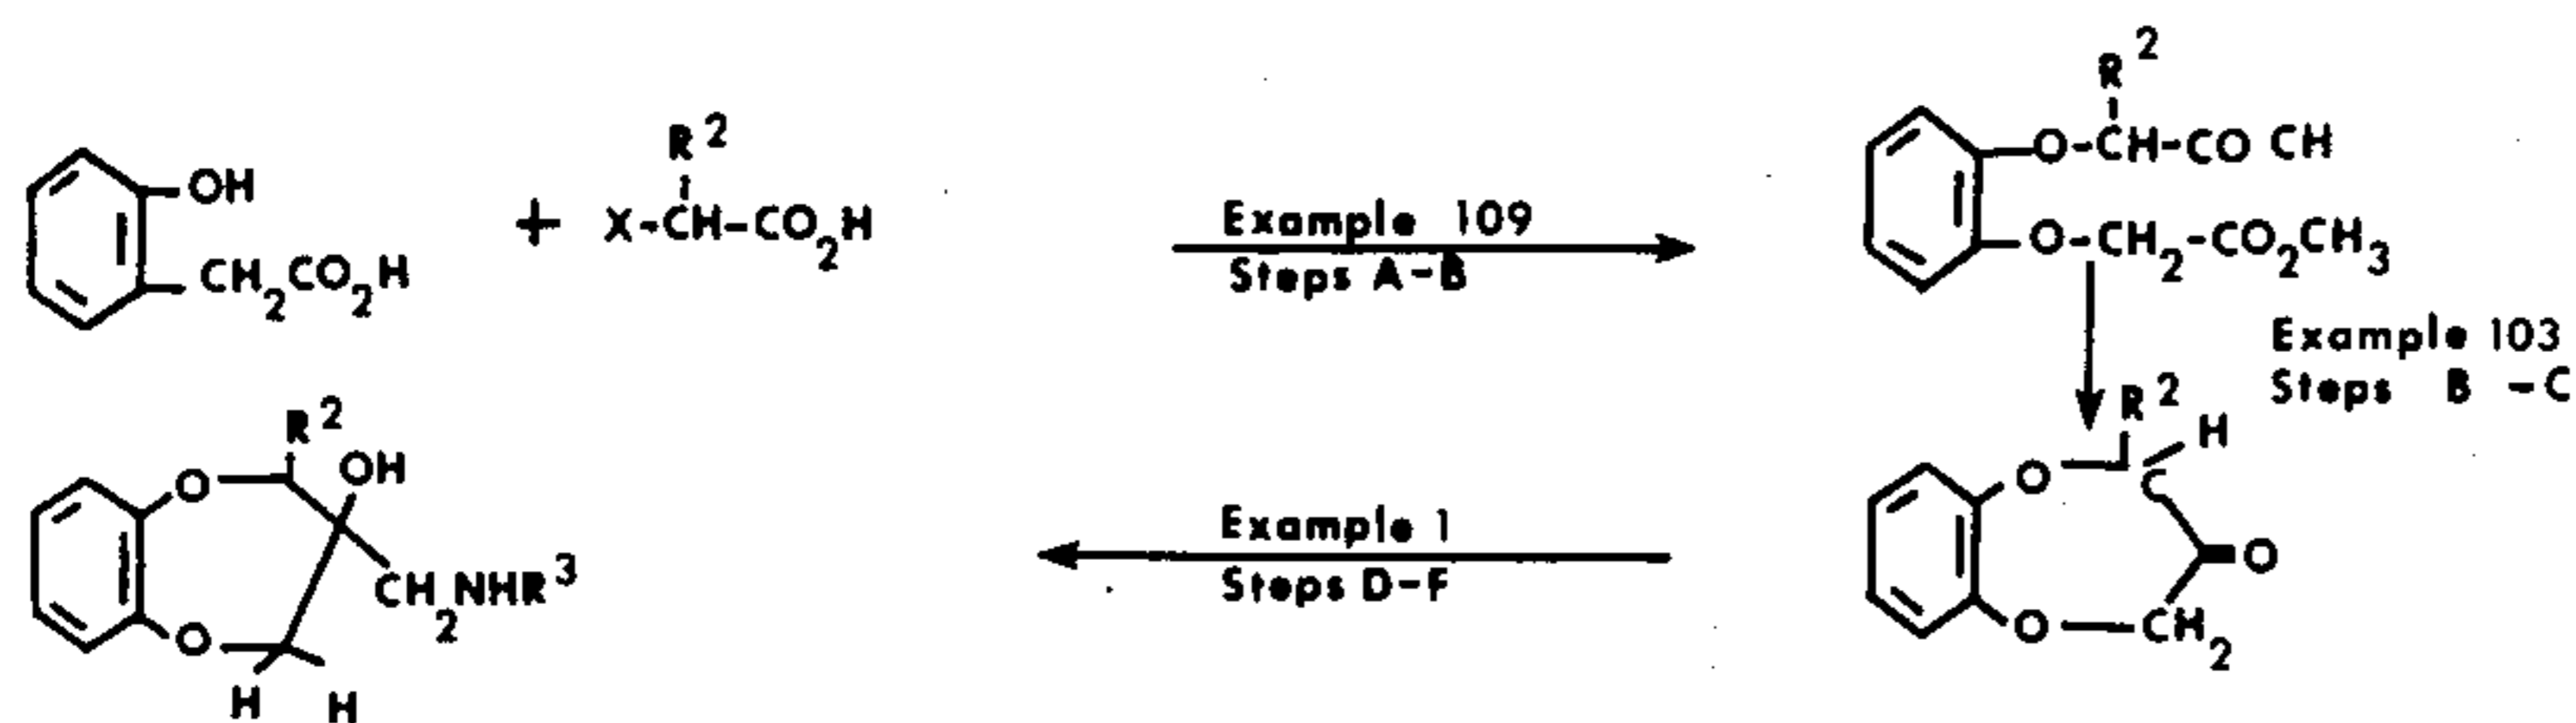 OH
CH2CO2H
+
R2
X-CH-CO2H
Example 109
Steps A-B
R2
O-CH-CO CH
O-CH2-CO2CH3
Example 103
Steps B -C
R2
H
O
C
=O
O
CH2
Example 1
Steps D-F
R2
OH
O
CH2NHR3
O
H H